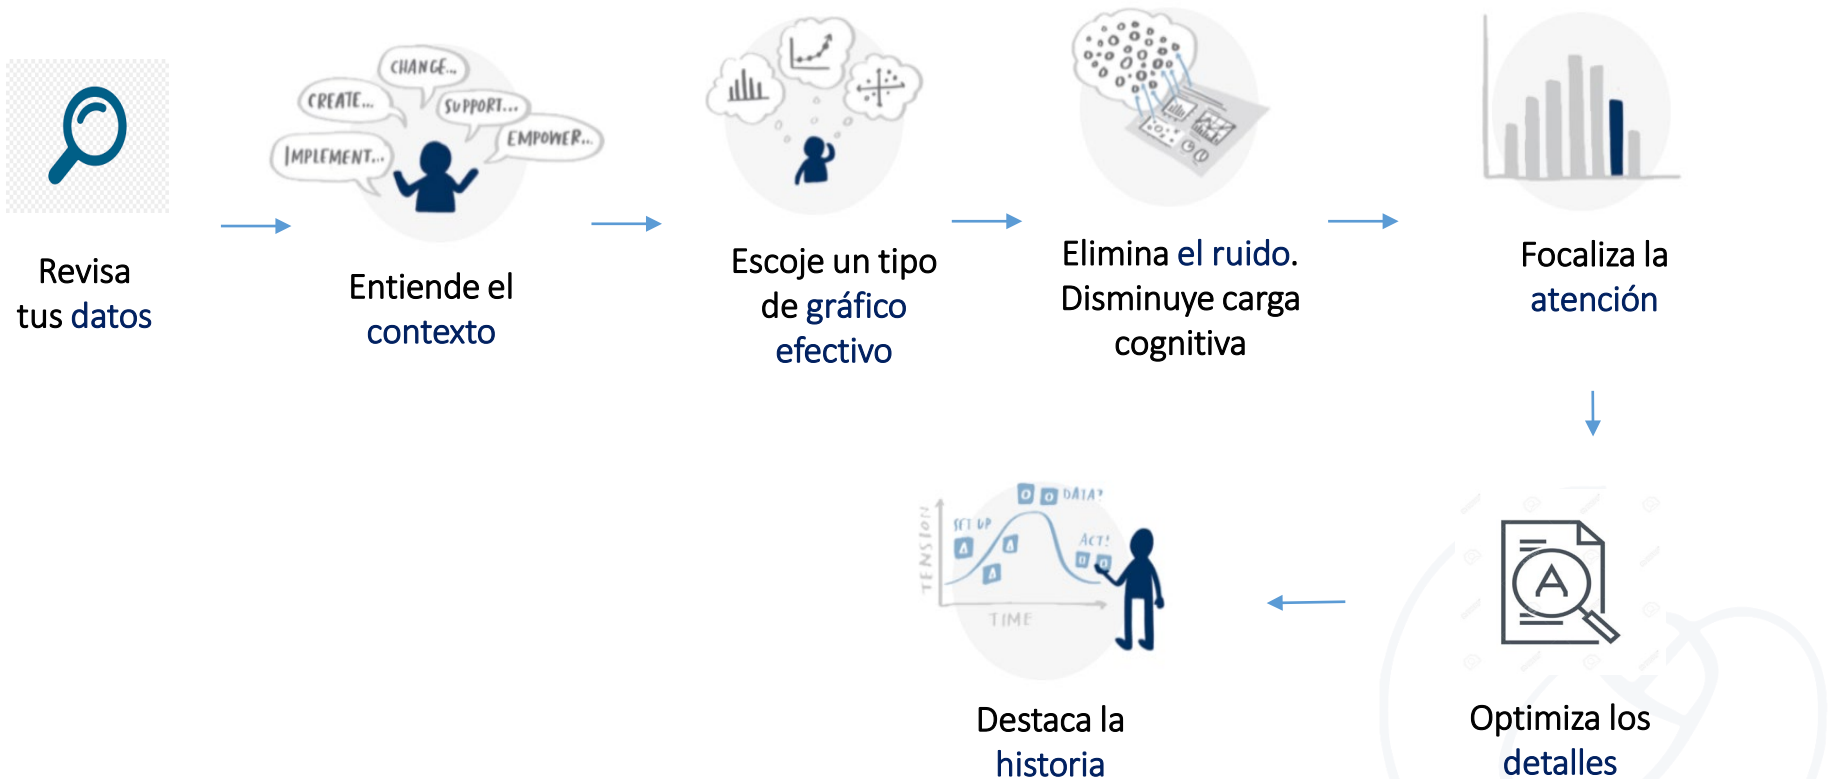 Revisa
tus datos
CHANGE...
CREATE...
SUPPORT...
EMPOWER...
IMPLEMENT...
Entiende el
contexto
Escoje un tipo
de gráfico
efectivo
Elimina el ruido.
Disminuye carga
cognitiva
Focaliza la
atención
A
Optimiza los
detalles
DATA?
SET UP
ACT!
TENSION
TIME
Destaca la
historia